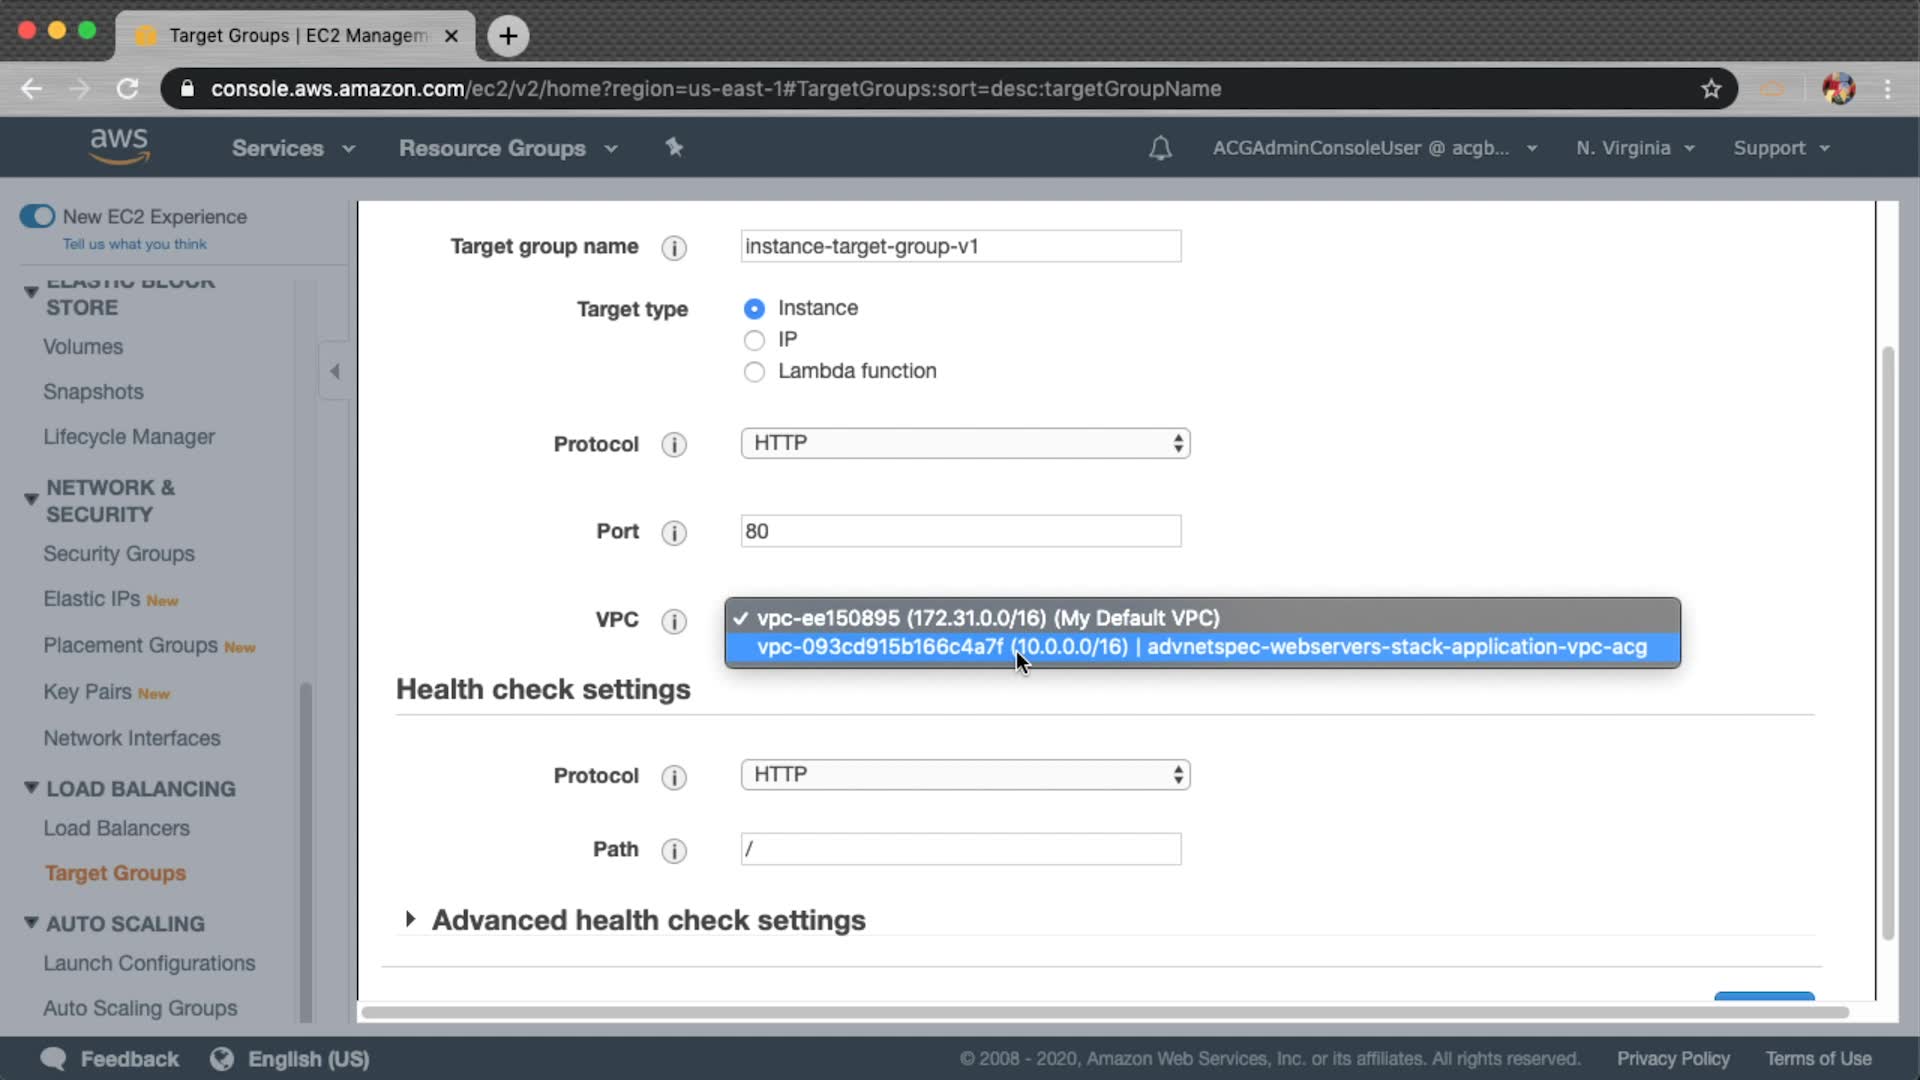 Target Groups | EC2 Managem
console.aws.amazon.com/ec2/v2/home?region=us-east-1#TargetGroups:sort=desc:targetGroupName
aws
Services
Resource Groups
ACGAdminConsoleUser @ acgb...
N. Virginia
Support
New EC2 Experience
Tell us what you think
ELASTIC BLOCK
STORE
Volumes
Snapshots
Lifecycle Manager
NETWORK &
SECURITY
Security Groups
Elastic IPs New
Placement Groups New
Key Pairs New
Network Interfaces
LOAD BALANCING
Load Balancers
Target Groups
AUTO SCALING
Launch Configurations
Auto Scaling Groups
Target group name
instance-target-group-v1
Target type
Instance
IP
Lambda function
Protocol
HTTP
Port
80
VPC
vpc-ee150895 (172.31.0.0/16) (My Default VPC)
vpc-093cd915b166c4a7f (10.0.0.0/16) | advnetspec-webservers-stack-application-vpc-acg
Health check settings
Protocol
HTTP
Path
/
Advanced health check settings
Feedback
English (US)
© 2008 - 2020, Amazon Web Services, Inc. or its affiliates. All rights reserved.
Privacy Policy
Terms of Use